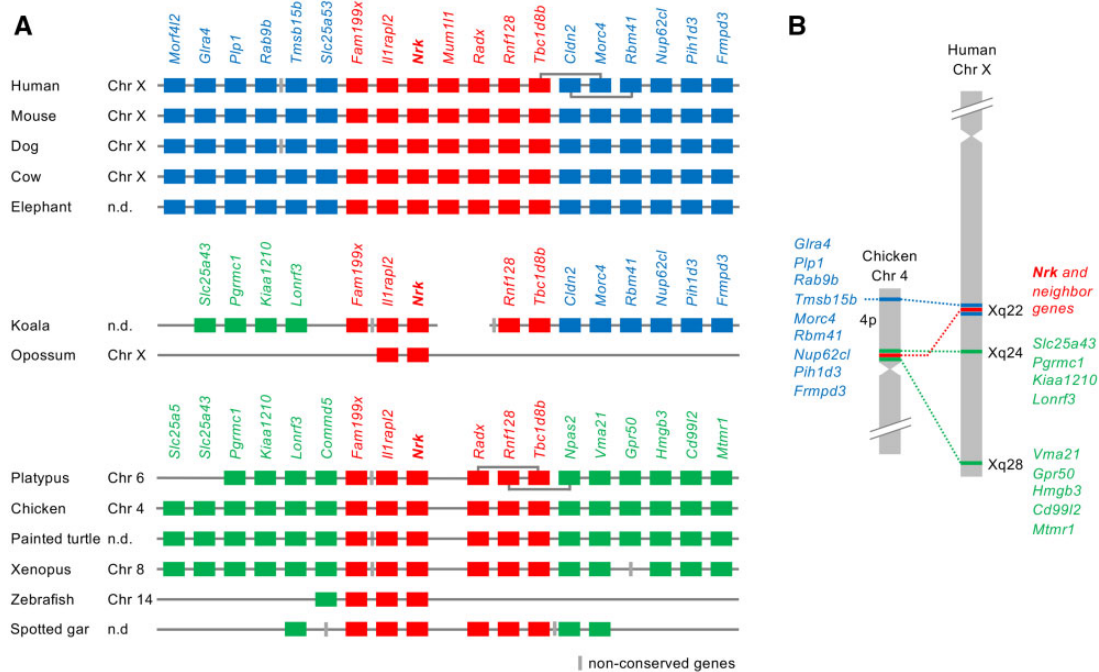 A
Morf4l2 Glra4 Plp1 Rab9b Tmsb15b Slc25a53 Fam199x Il1rapl2 Nrk Mum1l1 Radx Rnf128 Tbc1d8b Cldn2 Morc4 Rbm41 Nup62cl Pih1d3 Frmpd3
Human Chr X
Mouse Chr X
Dog Chr X
Cow Chr X
Elephant n.d.
Slc25a43 Pgrmc1 Kiaa1210 Lonrf3 Fam199x Il1rapl2 Nrk Rnf128 Tbc1d8b Cldn2 Morc4 Rbm41 Nup62cl Pih1d3 Frmpd3
Koala n.d.
Opossum Chr X
Slc25a5 Slc25a43 Pgrmc1 Kiaa1210 Lonrf3 Commd5 Fam199x Il1rapl2 Nrk Radx Rnf128 Tbc1d8b Npas2 Vma21 Gpr50 Hmgb3 Cd99l2 Mtmr1
Platypus Chr 6
Chicken Chr 4
Painted turtle n.d.
Xenopus Chr 8
Zebrafish Chr 14
Spotted gar n.d
non-conserved genes
B
Human
Chr X
Chicken
Chr 4
Glra4
Plp1
Rab9b
Tmsb15b
Morc4
Rbm41
Nup62cl
Pih1d3
Frmpd3
4p
Xq22
Xq24
Xq28
Nrk and
neighbor
genes
Slc25a43
Pgrmc1
Kiaa1210
Lonrf3
Vma21
Gpr50
Hmgb3
Cd99l2
Mtmr1